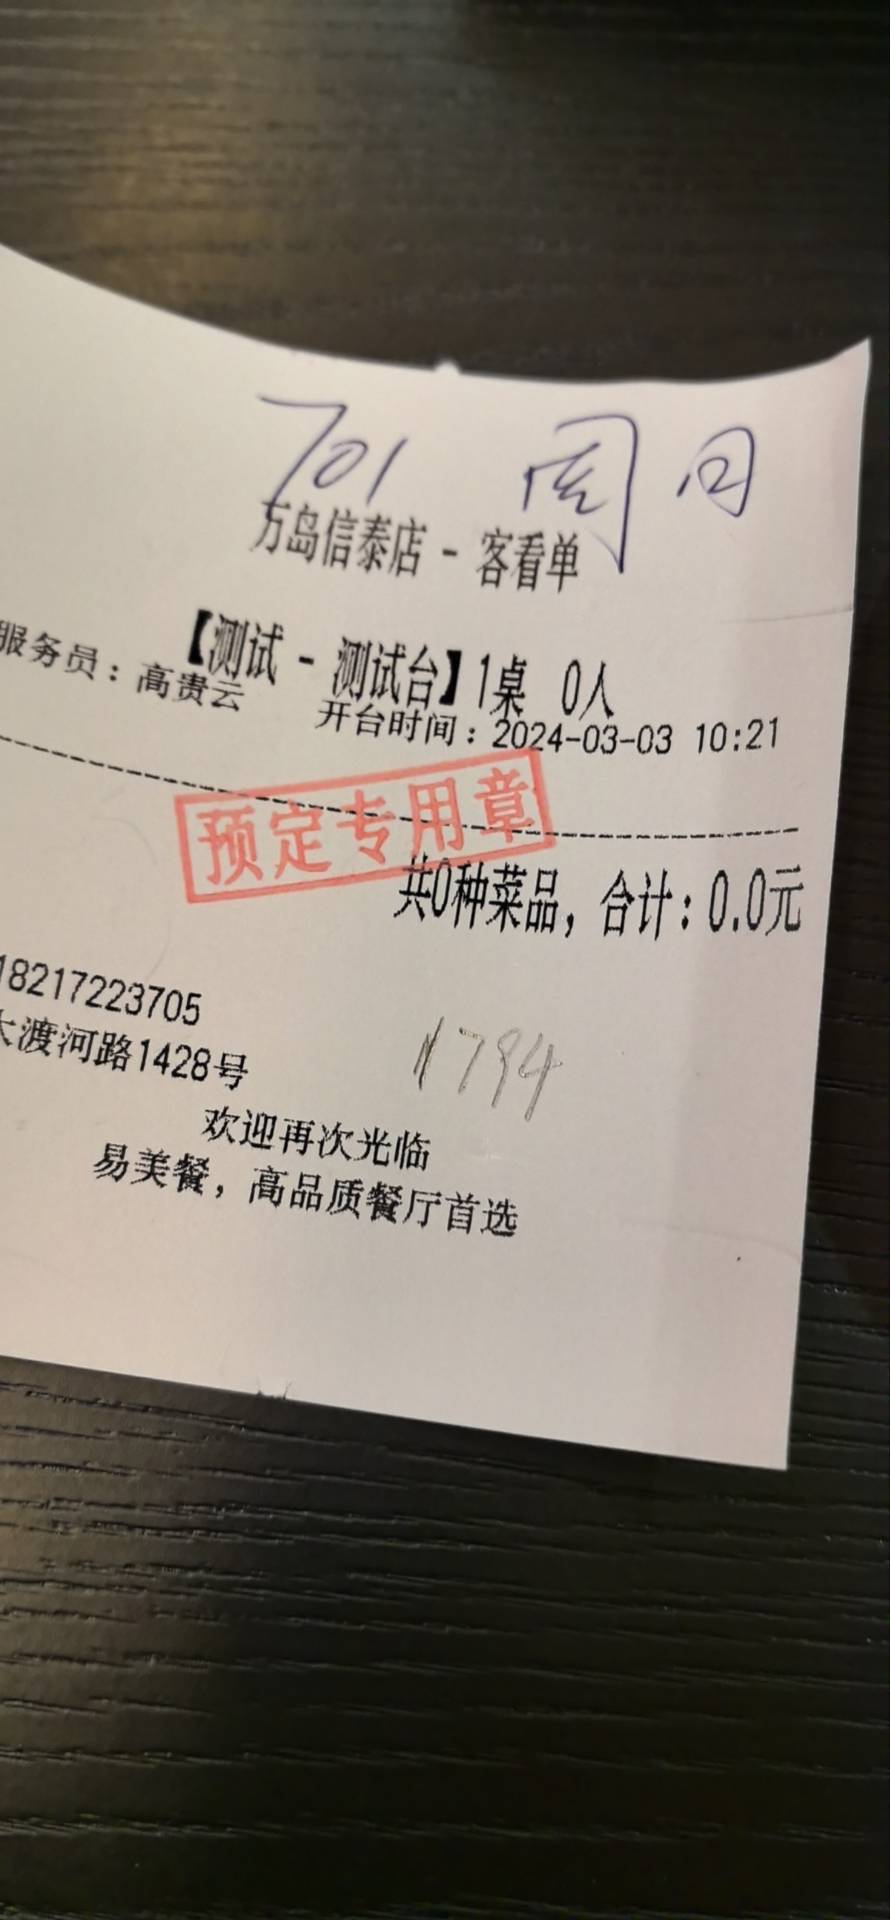 701 周日
万岛信泰店 - 客看单
【测试 - 测试台】1桌 0人
服务员：高贵云 开台时间：2024-03-03 10:21
预定专用章
共0种菜品，合计：0.0元
18217223705
大渡河路1428号
1794
欢迎再次光临
易美餐，高品质餐厅首选